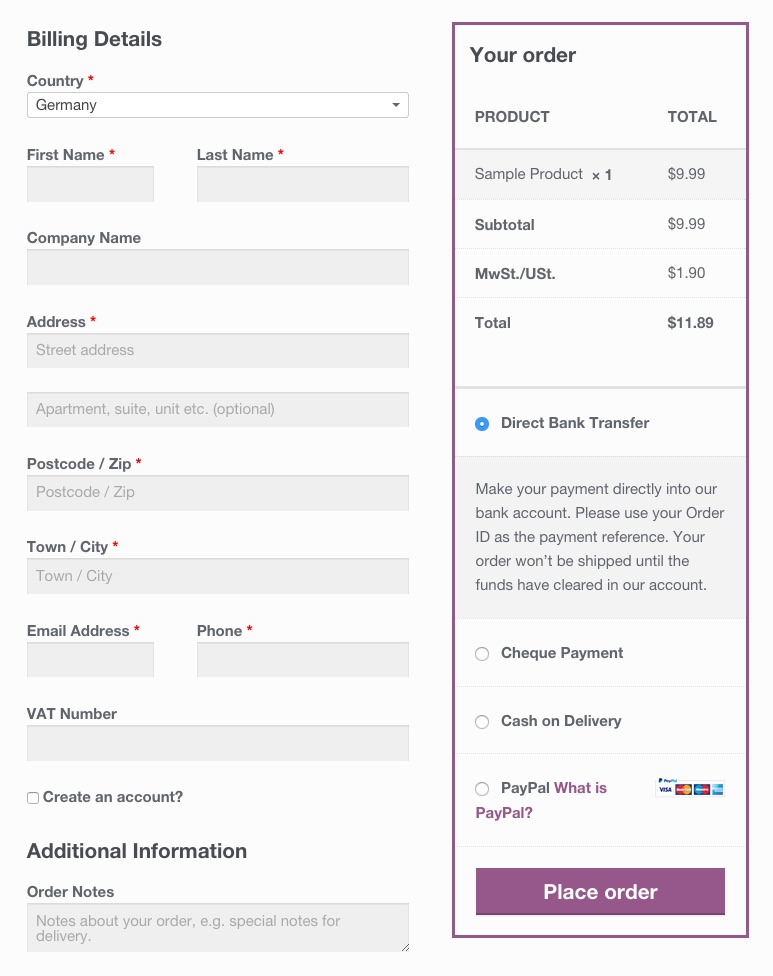 Billing Details
Country *
Germany
First Name * Last Name *
Company Name
Address *
Street address
Apartment, suite, unit etc. (optional)
Postcode / Zip *
Postcode / Zip
Town / City *
Town / City
Email Address * Phone *
VAT Number
Create an account?
Additional Information
Order Notes
Notes about your order, e.g. special notes for
delivery.
Your order
PRODUCT TOTAL
Sample Product × 1 $9.99
Subtotal $9.99
MwSt./USt. $1.90
Total $11.89
Direct Bank Transfer
Make your payment directly into our
bank account. Please use your Order
ID as the payment reference. Your
order won’t be shipped until the
funds have cleared in our account.
Cheque Payment
Cash on Delivery
PayPal What is
PayPal?
PayPal
VISA
Place order